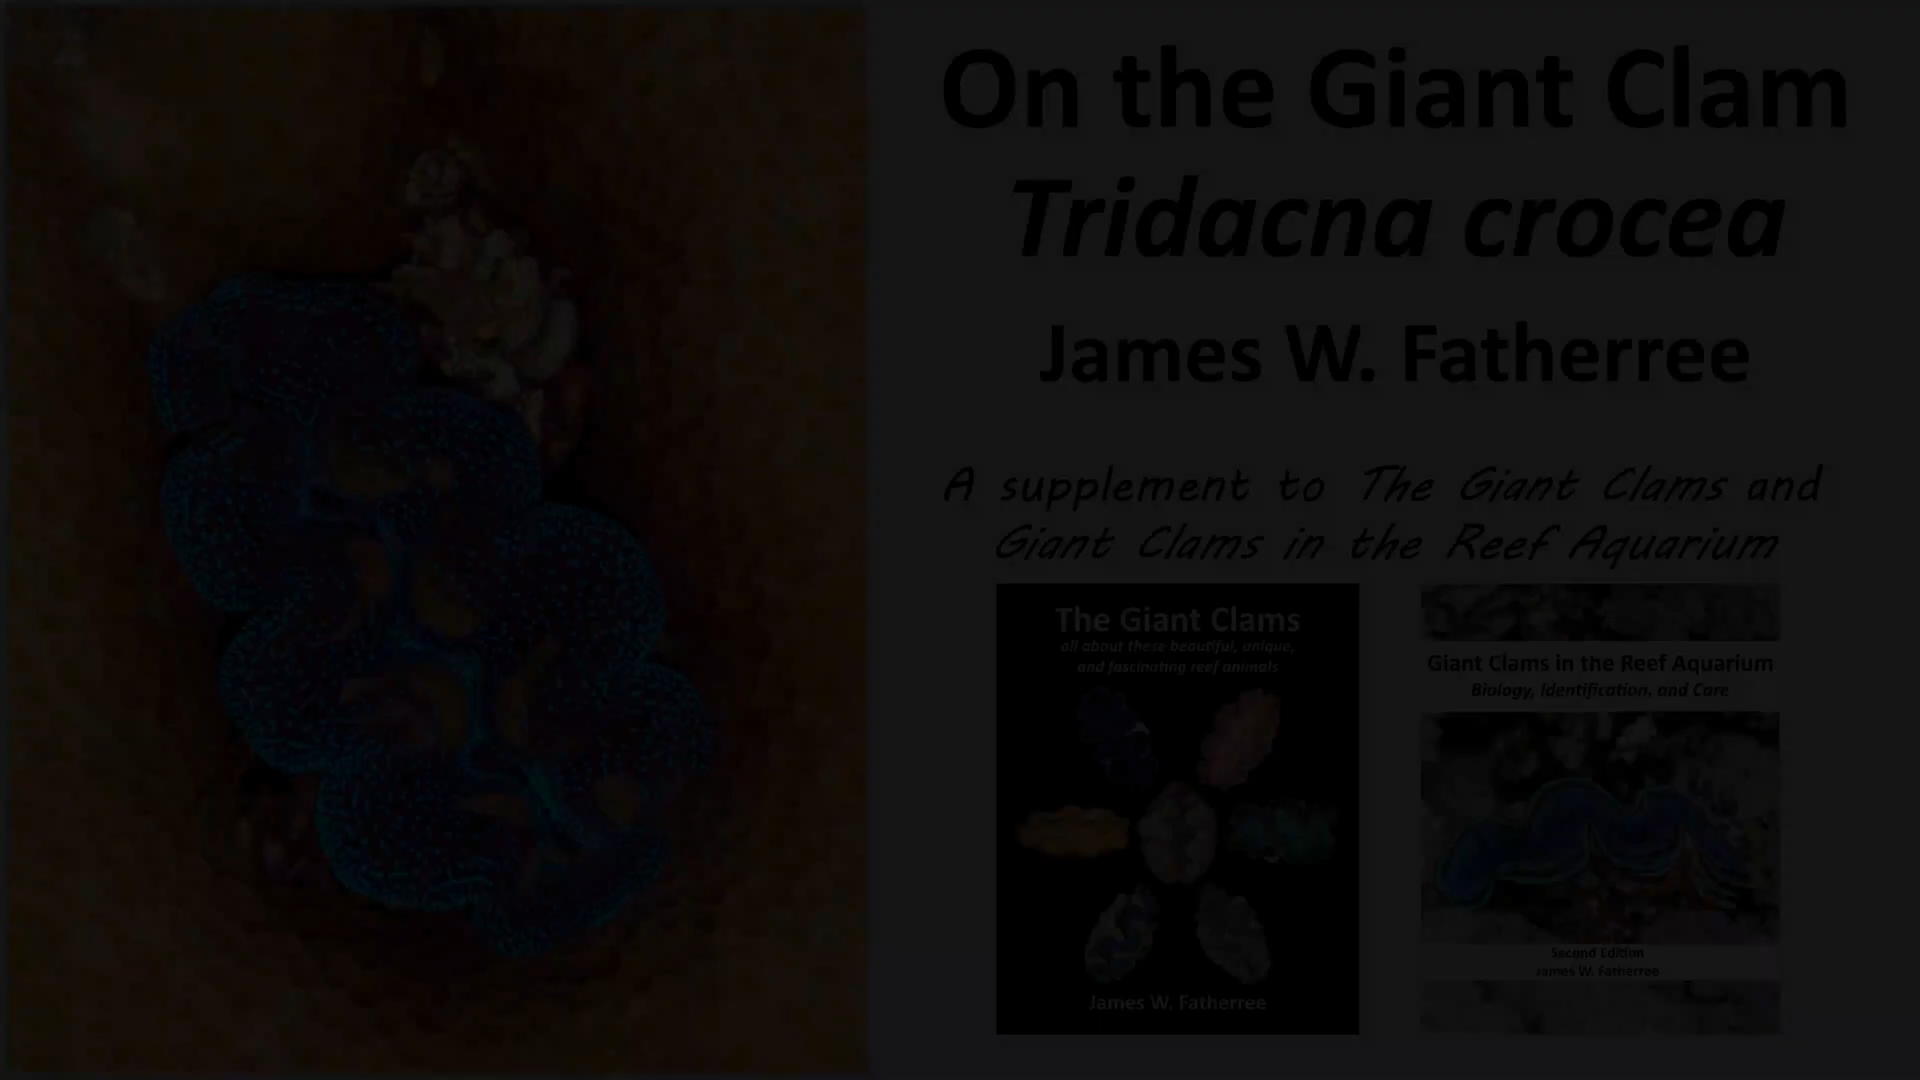 On the Giant Clam
Tridacna crocea
James W. Fatherree
A supplement to The Giant Clams and
Giant Clams in the Reef Aquarium
The Giant Clams
all about these beautiful, unique,
and fascinating reef animals
James W. Fatherree
Giant Clams in the Reef Aquarium
Biology, Identification, and Care
Second Edition
James W. Fatherree